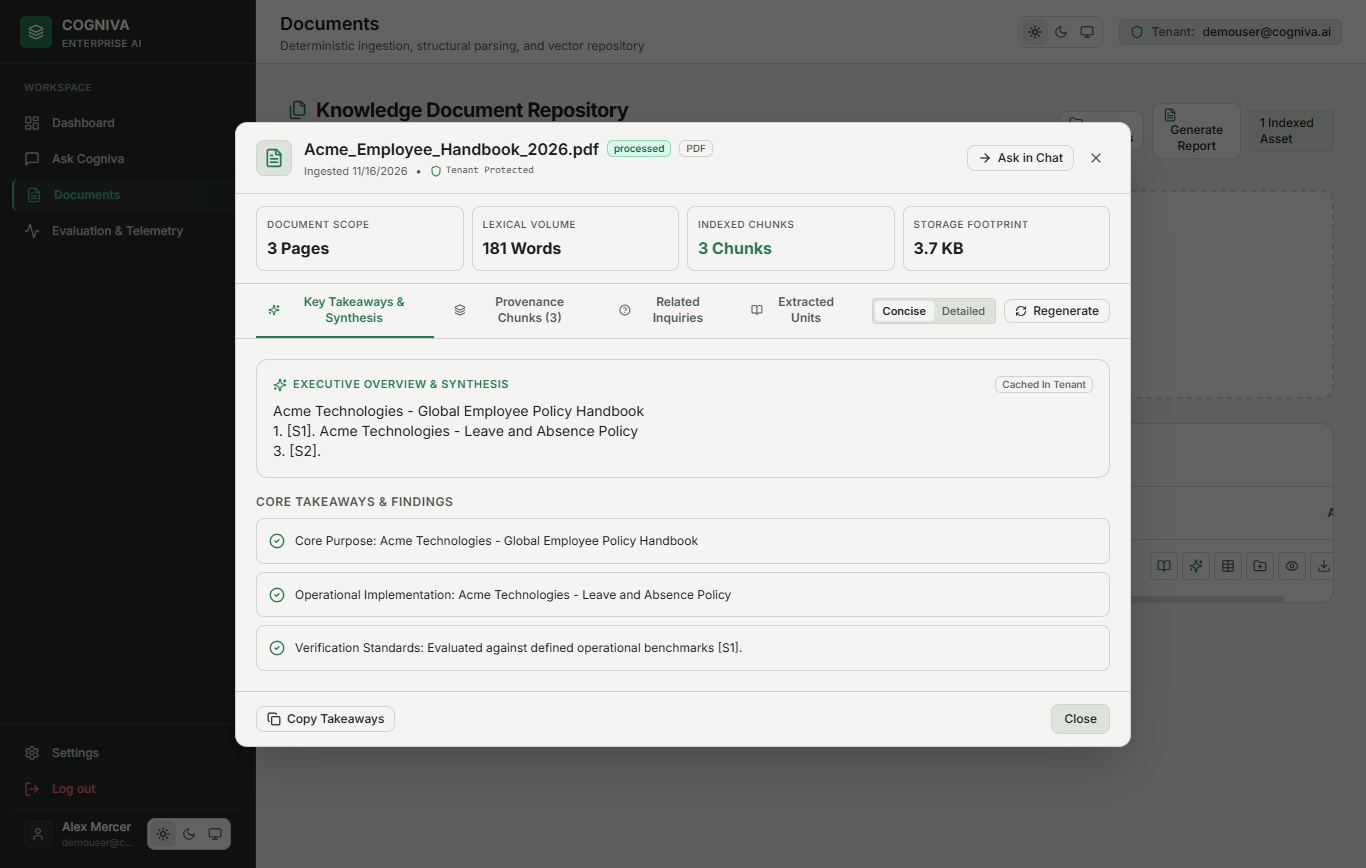 COGNIVA
ENTERPRISE AI
WORKSPACE
Dashboard
Ask Cogniva
Documents
Evaluation & Telemetry
Settings
Log out
Alex Mercer
demouser@c...
Documents
Deterministic ingestion, structural parsing, and vector repository
Tenant: demouser@cogniva.ai
Knowledge Document Repository
Generate
Report
1 Indexed
Asset
Acme_Employee_Handbook_2026.pdf
processed
PDF
Ingested 11/16/2026 • Tenant Protected
Ask in Chat
DOCUMENT SCOPE
3 Pages
LEXICAL VOLUME
181 Words
INDEXED CHUNKS
3 Chunks
STORAGE FOOTPRINT
3.7 KB
Key Takeaways &
Synthesis
Provenance
Chunks (3)
Related
Inquiries
Extracted
Units
Concise
Detailed
Regenerate
EXECUTIVE OVERVIEW & SYNTHESIS
Cached In Tenant
Acme Technologies - Global Employee Policy Handbook
1. [S1]. Acme Technologies - Leave and Absence Policy
3. [S2].
CORE TAKEAWAYS & FINDINGS
Core Purpose: Acme Technologies - Global Employee Policy Handbook
Operational Implementation: Acme Technologies - Leave and Absence Policy
Verification Standards: Evaluated against defined operational benchmarks [S1].
Copy Takeaways
Close